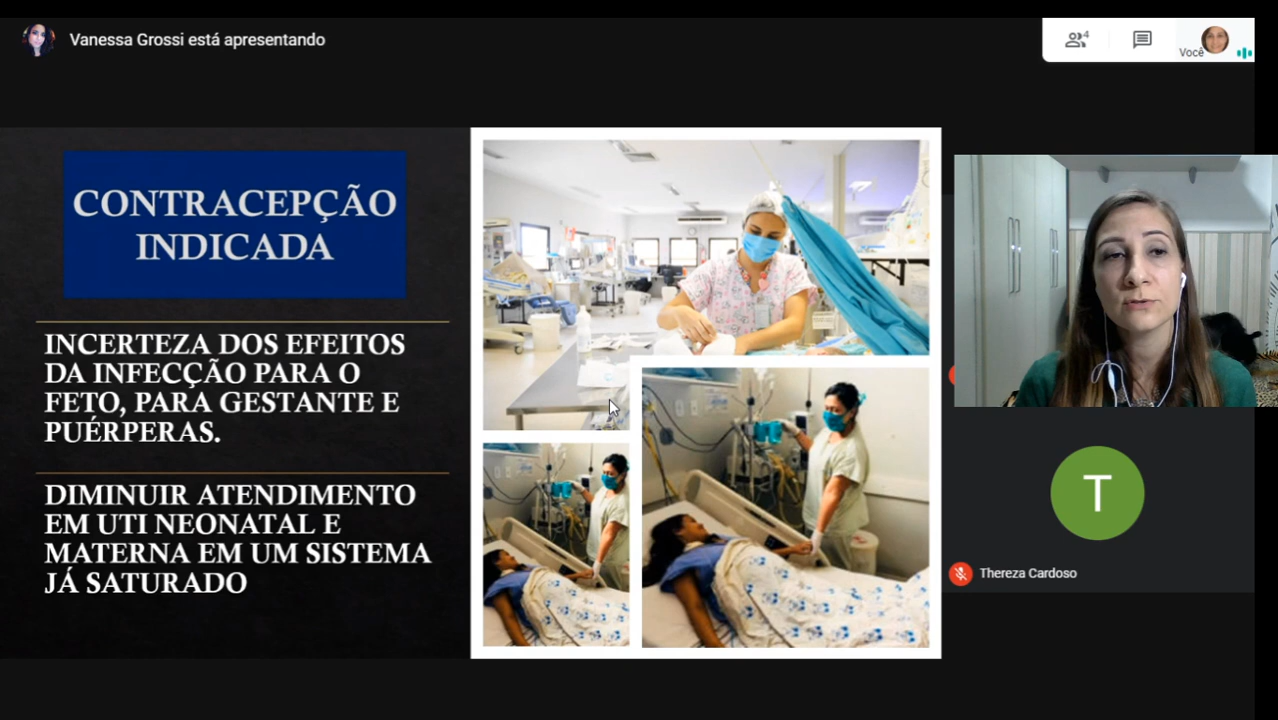 Vanessa Grossi está apresentando
4
Você
CONTRACEPÇÃO
INDICADA
INCERTEZA DOS EFEITOS
DA INFECÇÃO PARA O
FETO, PARA GESTANTE E
PUÉRPERAS.
DIMINUIR ATENDIMENTO
EM UTI NEONATAL E
MATERNA EM UM SISTEMA
JÁ SATURADO
T
Thereza Cardoso